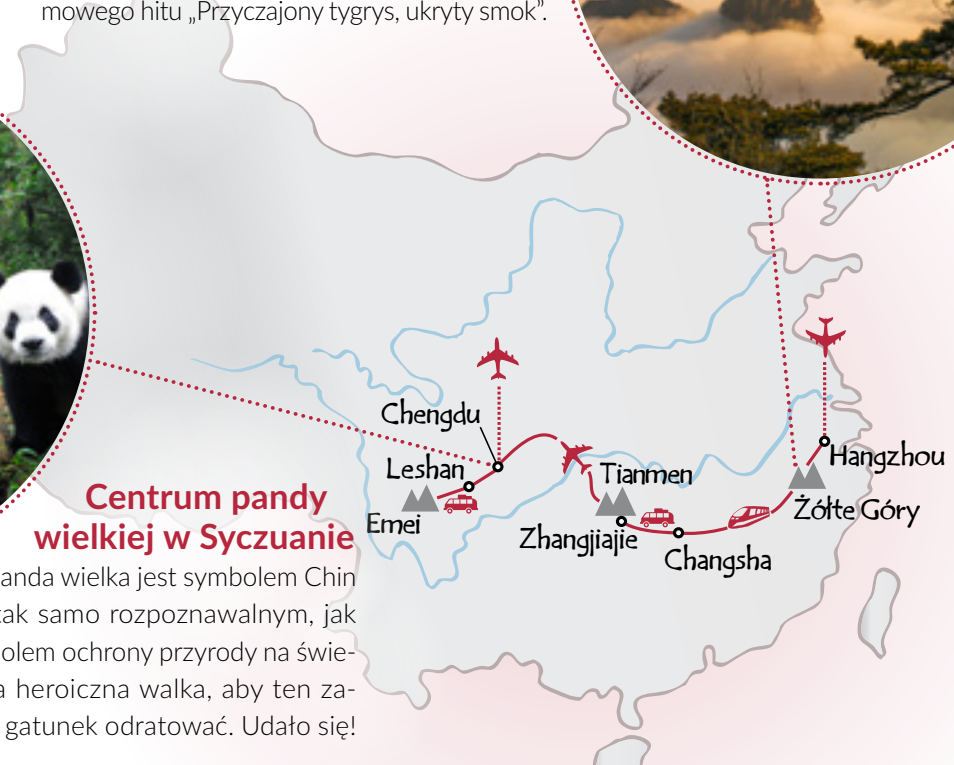 mowego hitu „Przyczajony tygrys, ukryty smok”.
Chengdu
Leshan
Emei
Tianmen
Zhangjiajie
Changsha
Hangzhou
Żółte Góry
Centrum pandy
wielkiej w Syczuanie
anda wielka jest symbolem Chin
tak samo rozpoznawalnym, jak
olem ochrony przyrody na świe-
a heroiczna walka, aby ten za-
gatunek odratować. Udało się!